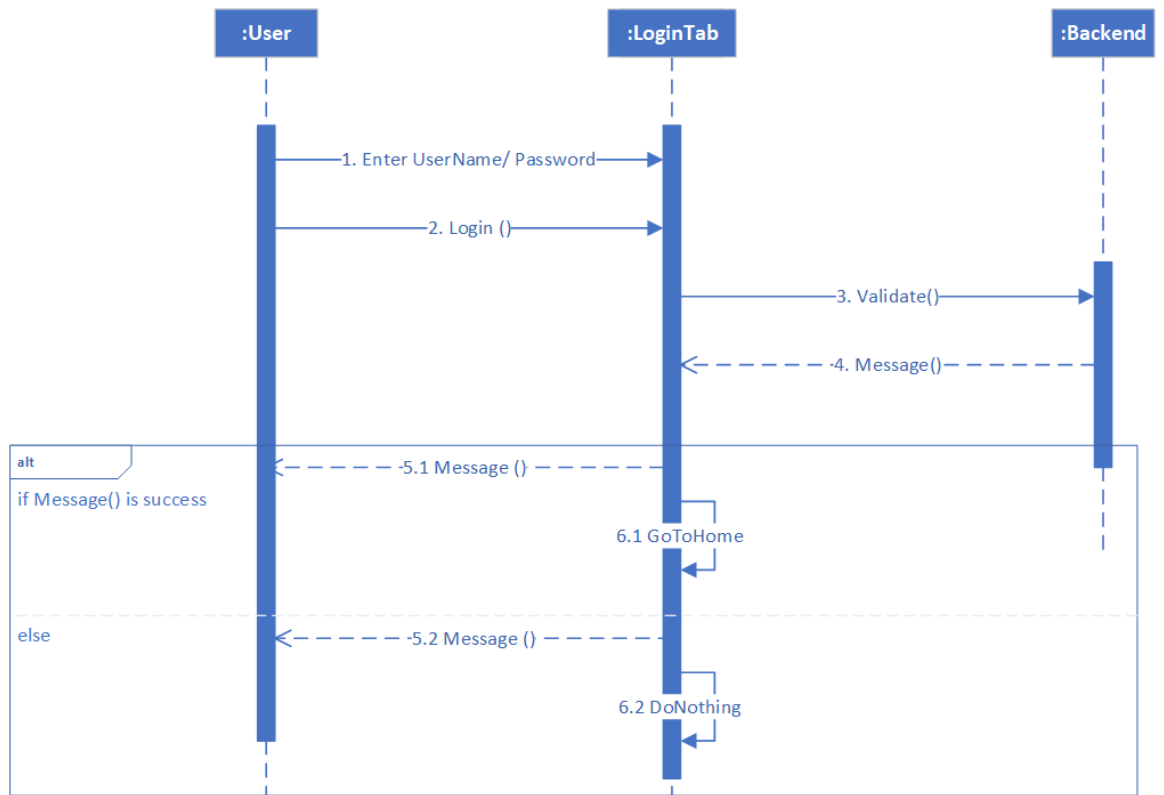 :User
:LoginTab
:Backend
1. Enter UserName/ Password
2. Login ()
3. Validate()
4. Message()
alt
5.1 Message ()
if Message() is success
6.1 GoToHome
else
5.2 Message ()
6.2 DoNothing